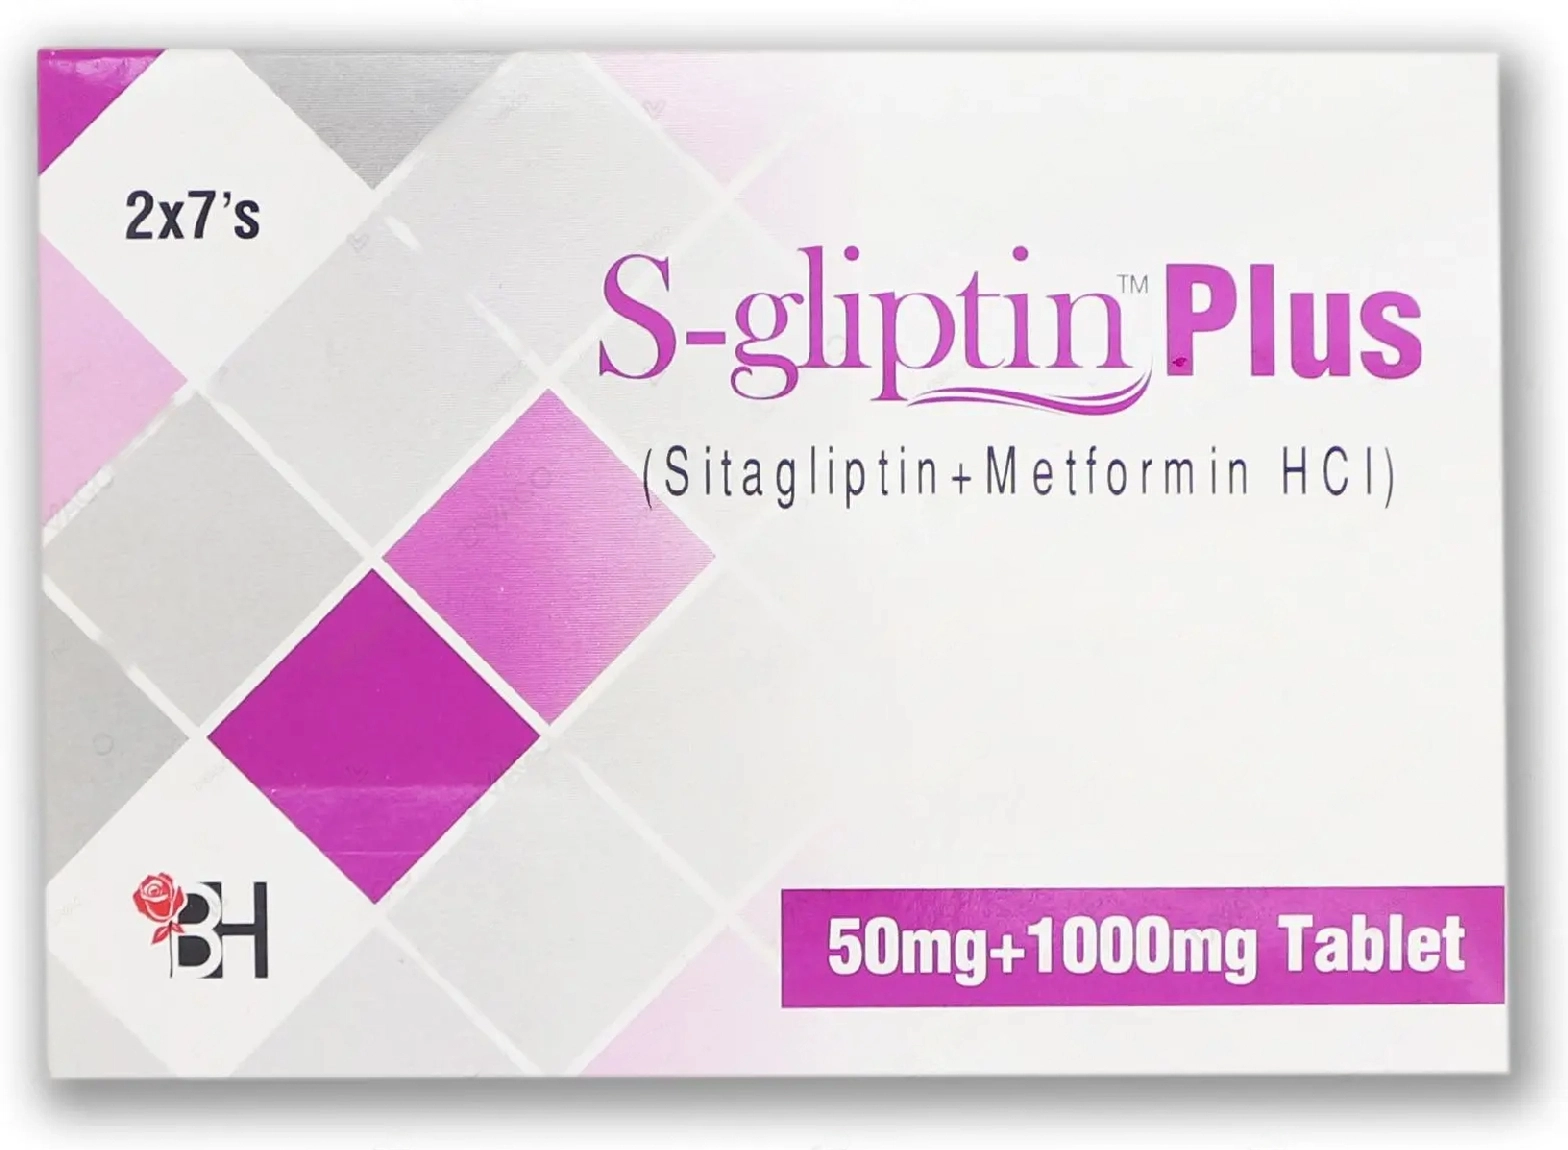 2x7's
S-gliptin™ Plus
(Sitagliptin+Metformin HCl)
BH
50mg+1000mg Tablet